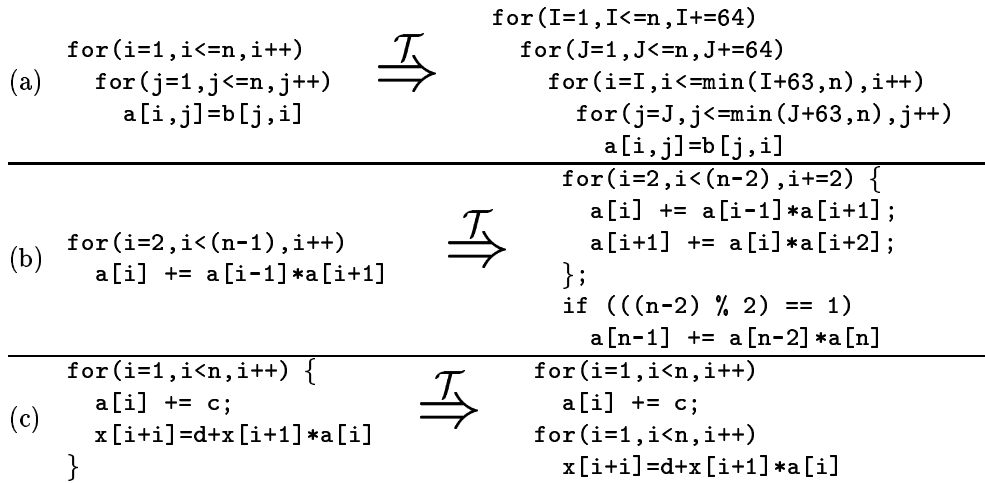 (a)
for(i=1,i<=n,i++)
for(j=1,j<=n,j++)
a[i,j]=b[j,i]
𝒯
⟹
for(I=1,I<=n,I+=64)
for(J=1,J<=n,J+=64)
for(i=I,i<=min(I+63,n),i++)
for(j=J,j<=min(J+63,n),j++)
a[i,j]=b[j,i]
(b)
for(i=2,i<(n-1),i++)
a[i] += a[i-1]*a[i+1]
𝒯
⟹
for(i=2,i<(n-2),i+=2) {
a[i] += a[i-1]*a[i+1];
a[i+1] += a[i]*a[i+2];
};
if (((n-2) % 2) == 1)
a[n-1] += a[n-2]*a[n]
(c)
for(i=1,i<n,i++) {
a[i] += c;
x[i+i]=d+x[i+1]*a[i]
}
𝒯
⟹
for(i=1,i<n,i++)
a[i] += c;
for(i=1,i<n,i++)
x[i+i]=d+x[i+1]*a[i]